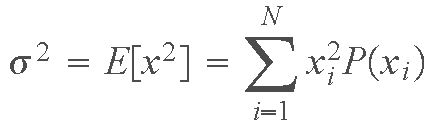 σ² = E[x²] = ∑_{i=1}^{N} x_i² P(x_i)